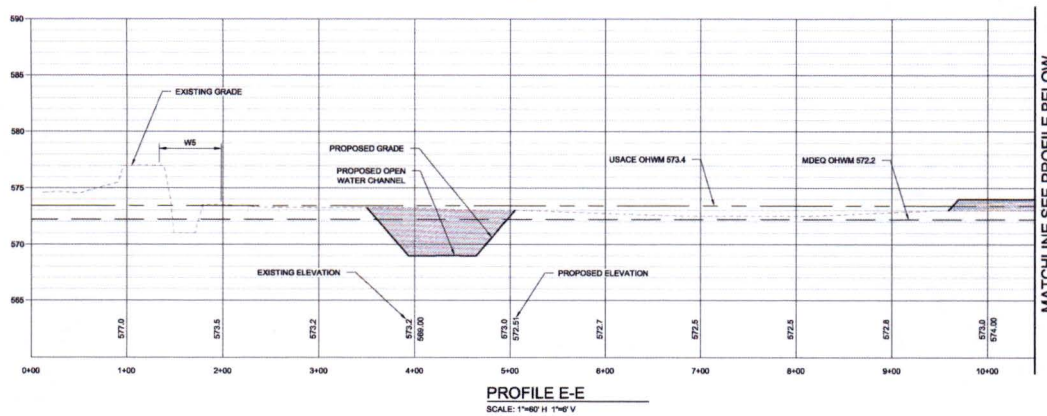 590
585
580
575
570
565
EXISTING GRADE
W5
PROPOSED GRADE
PROPOSED OPEN
WATER CHANNEL
USACE OHWM 573.4
MDEQ OHWM 572.2
EXISTING ELEVATION
PROPOSED ELEVATION
577.0
573.5
573.2
573.2
569.00
573.0
572.51
572.7
572.5
572.5
572.8
573.0
574.00
0+00
1+00
2+00
3+00
4+00
5+00
6+00
7+00
8+00
9+00
10+00
MATCHLINE SEE PROFILE BELOW
PROFILE E-E
SCALE: 1"=60' H 1"=6' V